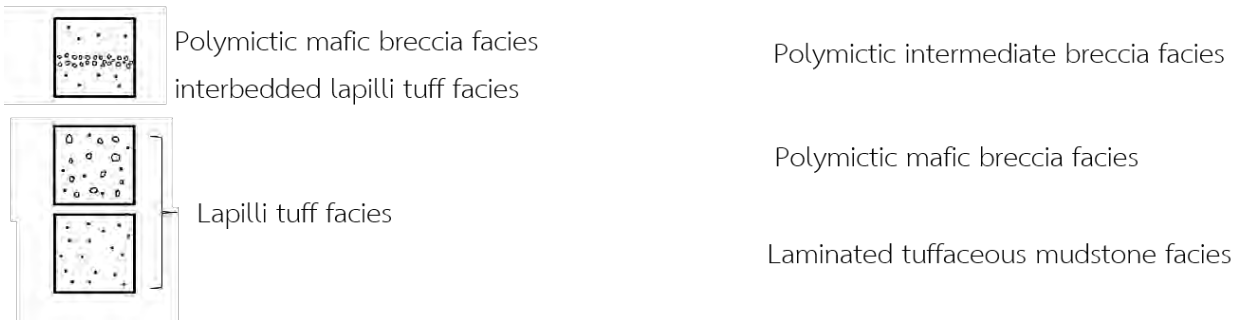 Polymictic mafic breccia facies
interbedded lapilli tuff facies
Lapilli tuff facies
Polymictic intermediate breccia facies
Polymictic mafic breccia facies
Laminated tuffaceous mudstone facies